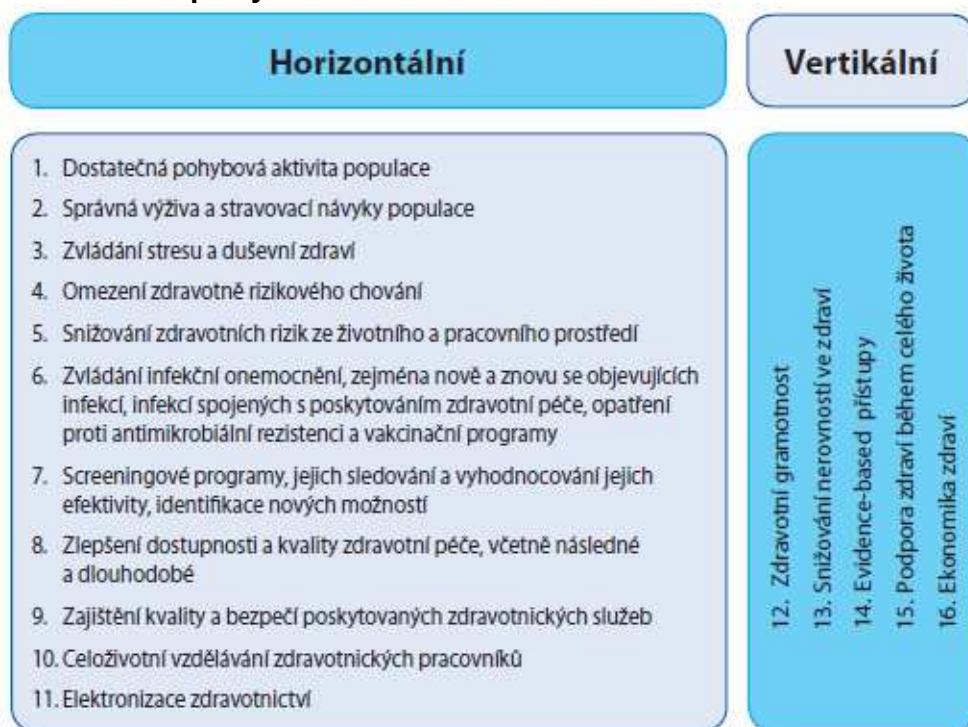 Horizontální
Vertikální
1. Dostatečná pohybová aktivita populace
2. Správná výživa a stravovací návyky populace
3. Zvládání stresu a duševní zdraví
4. Omezení zdravotně rizikového chování
5. Snižování zdravotních rizik ze životního a pracovního prostředí
6. Zvládání infekční onemocnění, zejména nově a znovu se objevujících
infekcí, infekcí spojených s poskytováním zdravotní péče, opatření
proti antimikrobiální rezistenci a vakcinační programy
7. Screeningové programy, jejich sledování a vyhodnocování jejich
efektivity, identifikace nových možností
8. Zlepšení dostupnosti a kvality zdravotní péče, včetně následné
a dlouhodobé
9. Zajištění kvality a bezpečí poskytovaných zdravotnických služeb
10. Celoživotní vzdělávání zdravotnických pracovníků
11. Elektronizace zdravotnictví
12. Zdravotní gramotnost
13. Snižování nerovností ve zdraví
14. Evidence-based přístupy
15. Podpora zdraví během celého života
16. Ekonomika zdraví